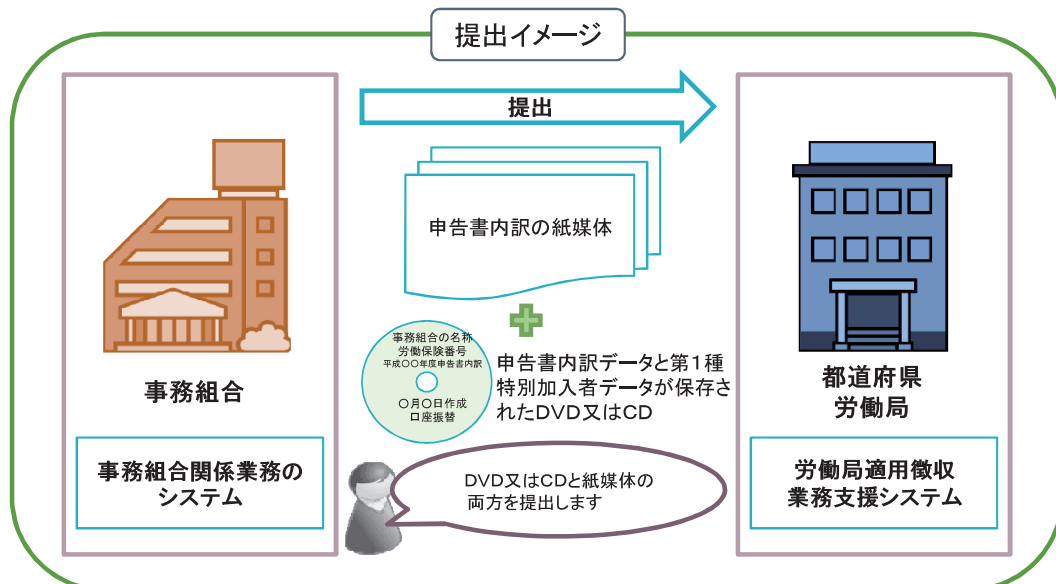 提出イメージ
提出
申告書内訳の紙媒体
事務組合の名称
労働保険番号
平成〇〇年度申告書内訳
〇月〇日作成
口座振替
申告書内訳データと第１種
特別加入者データが保存さ
れたDVD又はCD
事務組合
事務組合関係業務の
システム
DVD又はCDと紙媒体の
両方を提出します
都道府県
労働局
労働局適用徴収
業務支援システム